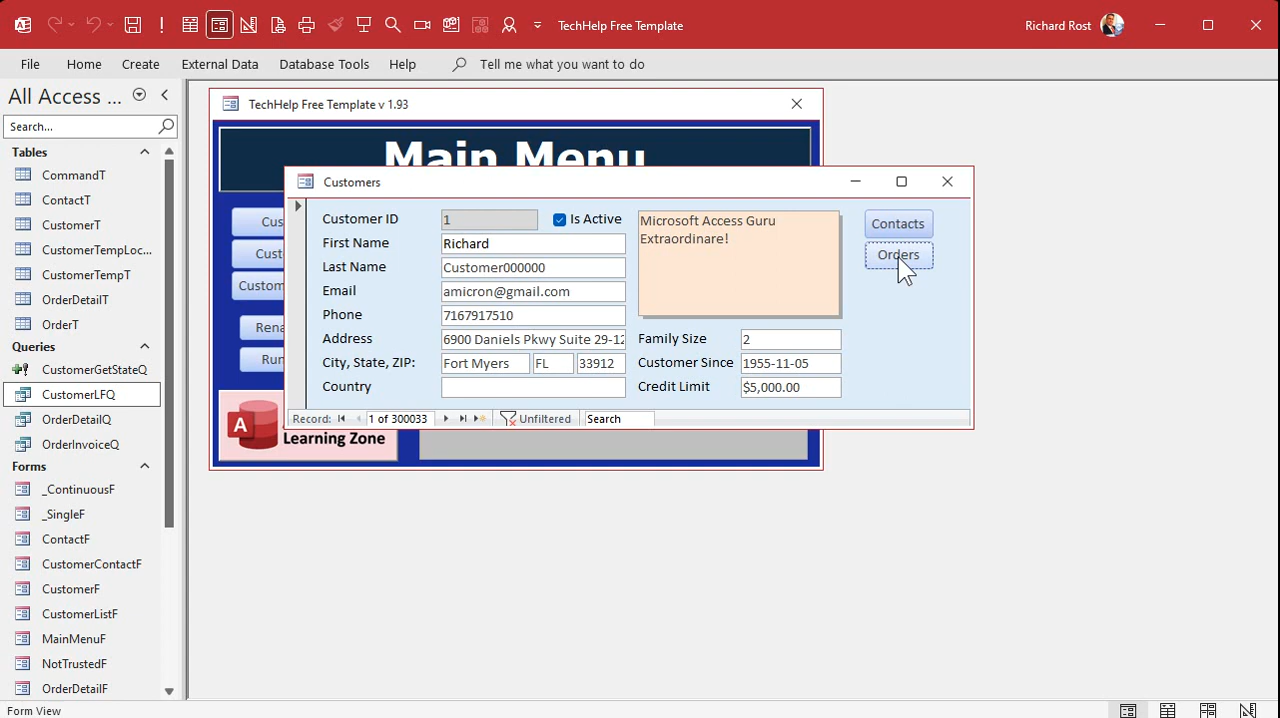 TechHelp Free Template
Richard Rost
File Home Create External Data Database Tools Help Tell me what you want to do
All Access ...
Search...
Tables
CommandT
ContactT
CustomerT
CustomerTempLoc...
CustomerTempT
OrderDetailT
OrderT
Queries
CustomerGetStateQ
CustomerLFQ
OrderDetailQ
OrderInvoiceQ
Forms
_ContinuousF
_SingleF
ContactF
CustomerContactF
CustomerF
CustomerListF
MainMenuF
NotTrustedF
OrderDetailF
TechHelp Free Template v 1.93
Main Menu
Cus
Cust
Custom
Rena
Run
A
Learning Zone
Customers
Customer ID 1 Is Active
First Name Richard
Last Name Customer000000
Email amicron@gmail.com
Phone 7167917510
Address 6900 Daniels Pkwy Suite 29-12
City, State, ZIP: Fort Myers FL 33912
Country
Microsoft Access Guru
Extraordinare!
Family Size 2
Customer Since 1955-11-05
Credit Limit $5,000.00
Contacts
Orders
Record: 1 of 300033 Unfiltered Search
Form View